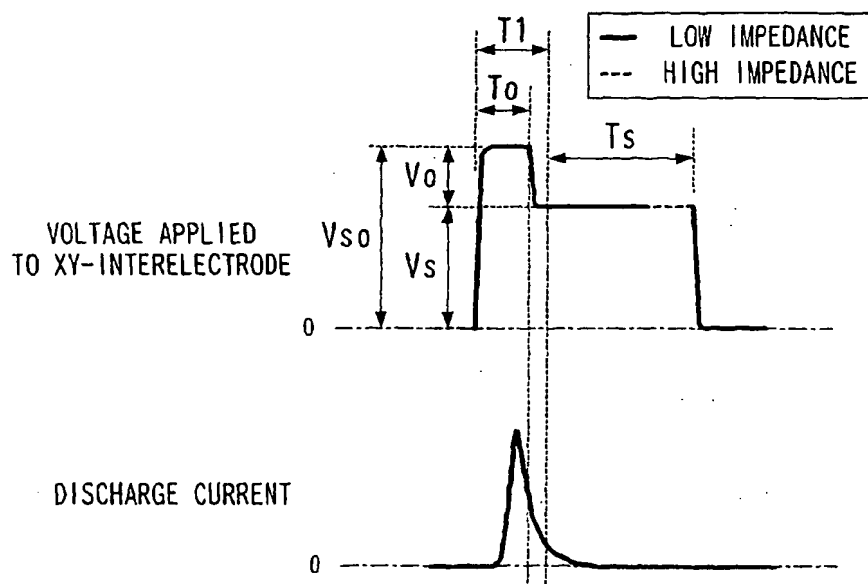 T1
LOW IMPEDANCE
HIGH IMPEDANCE
To
Ts
Vo
VOLTAGE APPLIED
TO XY-INTERELECTRODE
Vso
Vs
0
DISCHARGE CURRENT
0